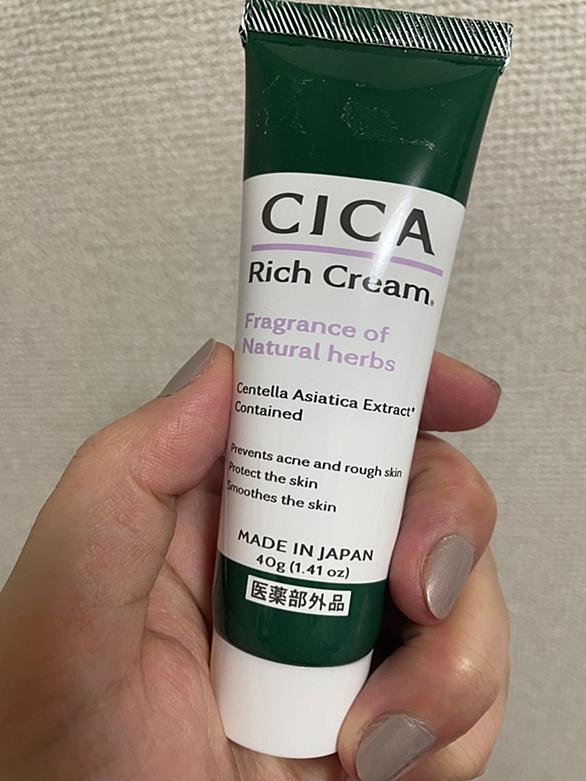 CICA
Rich Cream.
Fragrance of
Natural herbs
Centella Asiatica Extract*
Contained
Prevents acne and rough skin
Protect the skin
Smoothes the skin
MADE IN JAPAN
40g (1.41 oz)
医薬部外品